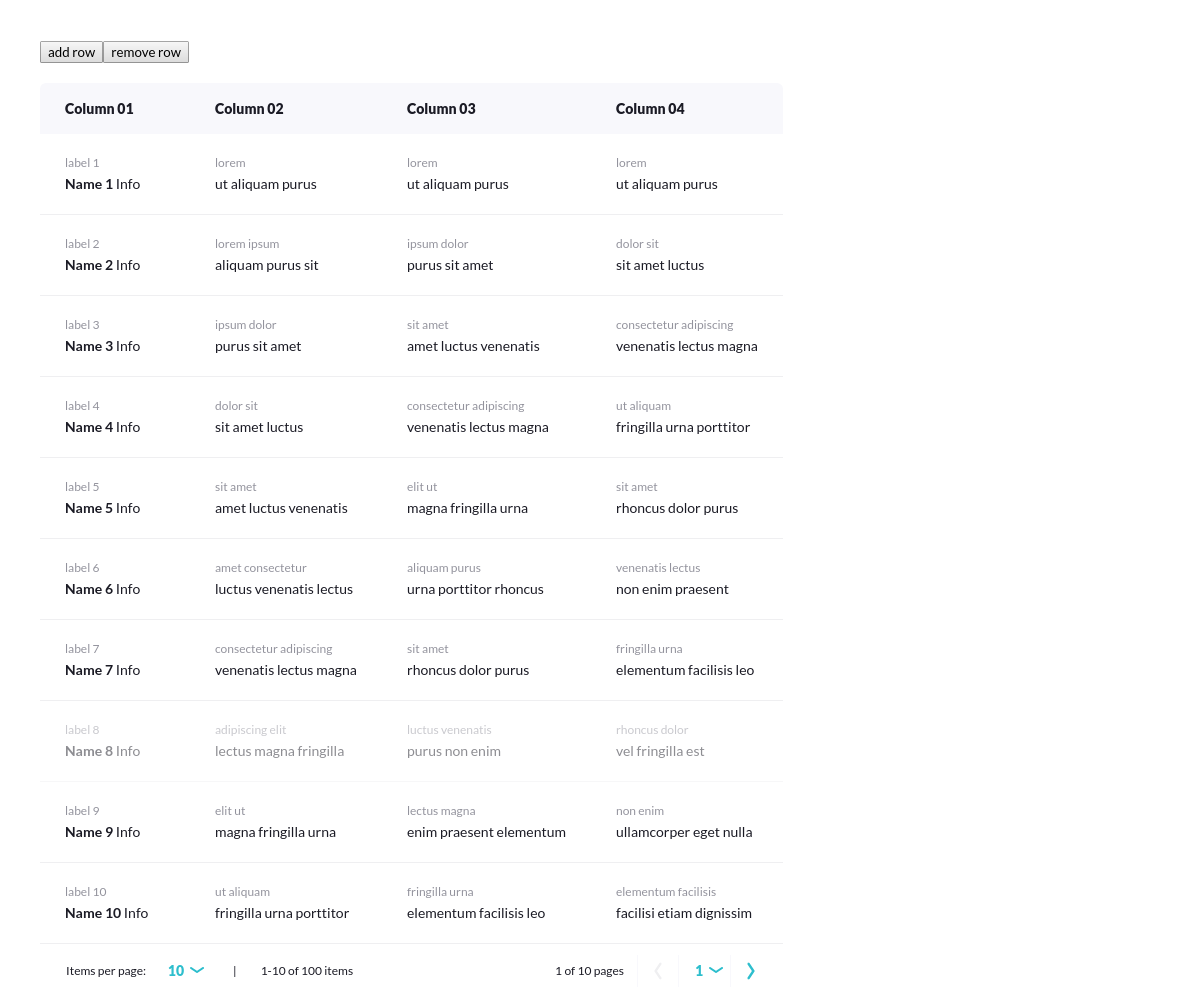 add row remove row
Column 01 Column 02 Column 03 Column 04
label 1 lorem lorem lorem
Name 1 Info ut aliquam purus ut aliquam purus ut aliquam purus
label 2 lorem ipsum ipsum dolor dolor sit
Name 2 Info aliquam purus sit purus sit amet sit amet luctus
label 3 ipsum dolor sit amet consectetur adipiscing
Name 3 Info purus sit amet amet luctus venenatis venenatis lectus magna
label 4 dolor sit consectetur adipiscing ut aliquam
Name 4 Info sit amet luctus venenatis lectus magna fringilla urna porttitor
label 5 sit amet elit ut sit amet
Name 5 Info amet luctus venenatis magna fringilla urna rhoncus dolor purus
label 6 amet consectetur aliquam purus venenatis lectus
Name 6 Info luctus venenatis lectus urna porttitor rhoncus non enim praesent
label 7 consectetur adipiscing sit amet fringilla urna
Name 7 Info venenatis lectus magna rhoncus dolor purus elementum facilisis leo
label 8 adipiscing elit luctus venenatis rhoncus dolor
Name 8 Info lectus magna fringilla purus non enim vel fringilla est
label 9 elit ut lectus magna non enim
Name 9 Info magna fringilla urna enim praesent elementum ullamcorper eget nulla
label 10 ut aliquam fringilla urna elementum facilisis
Name 10 Info fringilla urna porttitor elementum facilisis leo facilisi etiam dignissim
Items per page: 10 | 1-10 of 100 items 1 of 10 pages 1